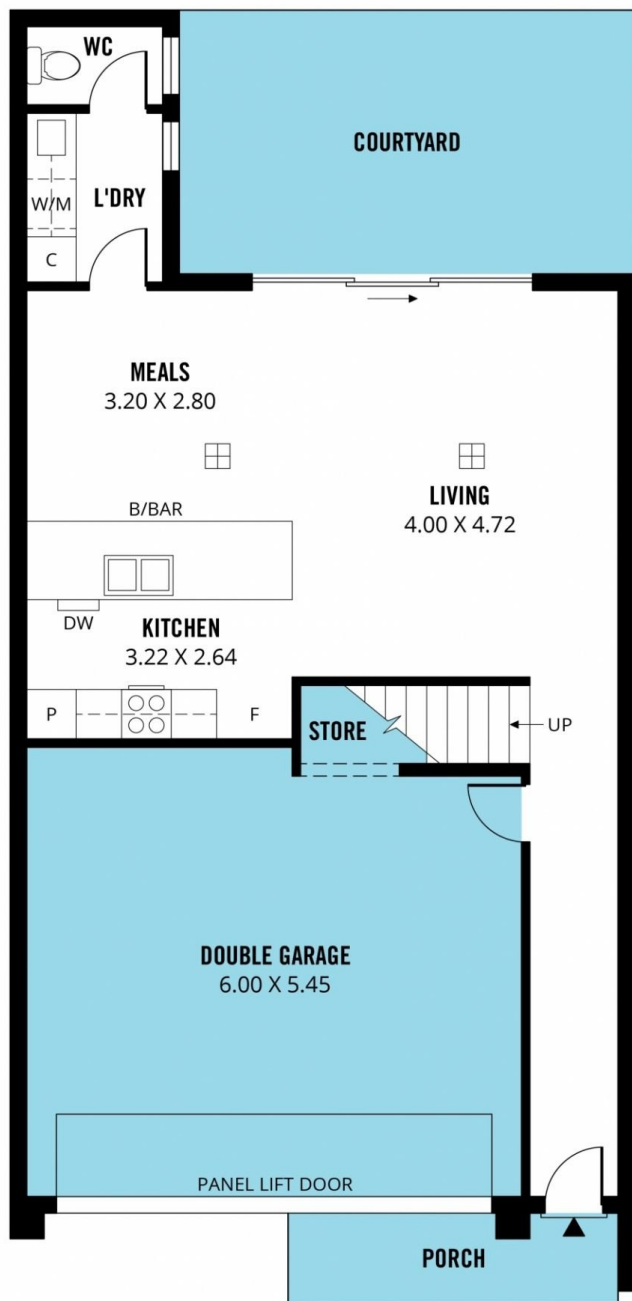 WC
COURTYARD
L'DRY
W/M
C
MEALS
3.20 X 2.80
LIVING
4.00 X 4.72
B/BAR
DW
KITCHEN
3.22 X 2.64
P
F
STORE
UP
DOUBLE GARAGE
6.00 X 5.45
PANEL LIFT DOOR
PORCH